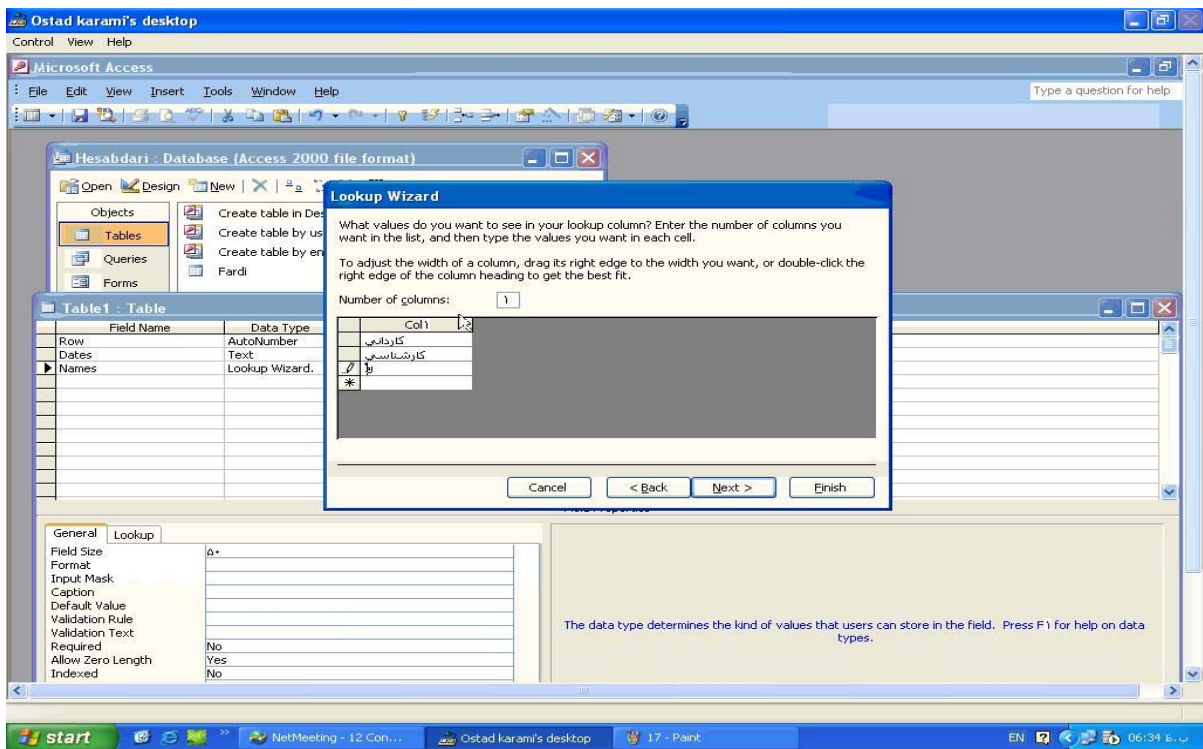 Ostad karami's desktop
Control View Help
Microsoft Access
File Edit View Insert Tools Window Help
Type a question for help
Hesabdari : Database (Access 2000 file format)
Open Design New
Objects
Tables
Queries
Forms
Create table in Des
Create table by us
Create table by en
Fardi
Lookup Wizard
What values do you want to see in your lookup column? Enter the number of columns you
want in the list, and then type the values you want in each cell.
To adjust the width of a column, drag its right edge to the width you want, or double-click the
right edge of the column heading to get the best fit.
Number of columns: ۱
Col۱
كارداني
كارشناسي
Cancel < Back Next > Finish
Table1 : Table
Field Name Data Type
Row AutoNumber
Dates Text
Names Lookup Wizard.
General Lookup
Field Size ۵۰
Format
Input Mask
Caption
Default Value
Validation Rule
Validation Text
Required No
Allow Zero Length Yes
Indexed No
The data type determines the kind of values that users can store in the field. Press F۱ for help on data
types.
start NetMeeting - 12 Con... Ostad karami's desktop 17 - Paint EN 06:34 ب.ظ